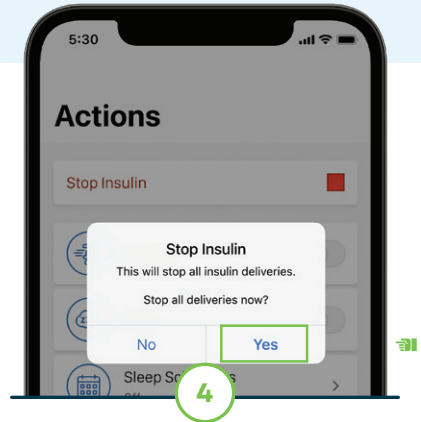 5:30
Actions
Stop Insulin
Stop Insulin
This will stop all insulin deliveries.
Stop all deliveries now?
No
Yes
Sleep
4